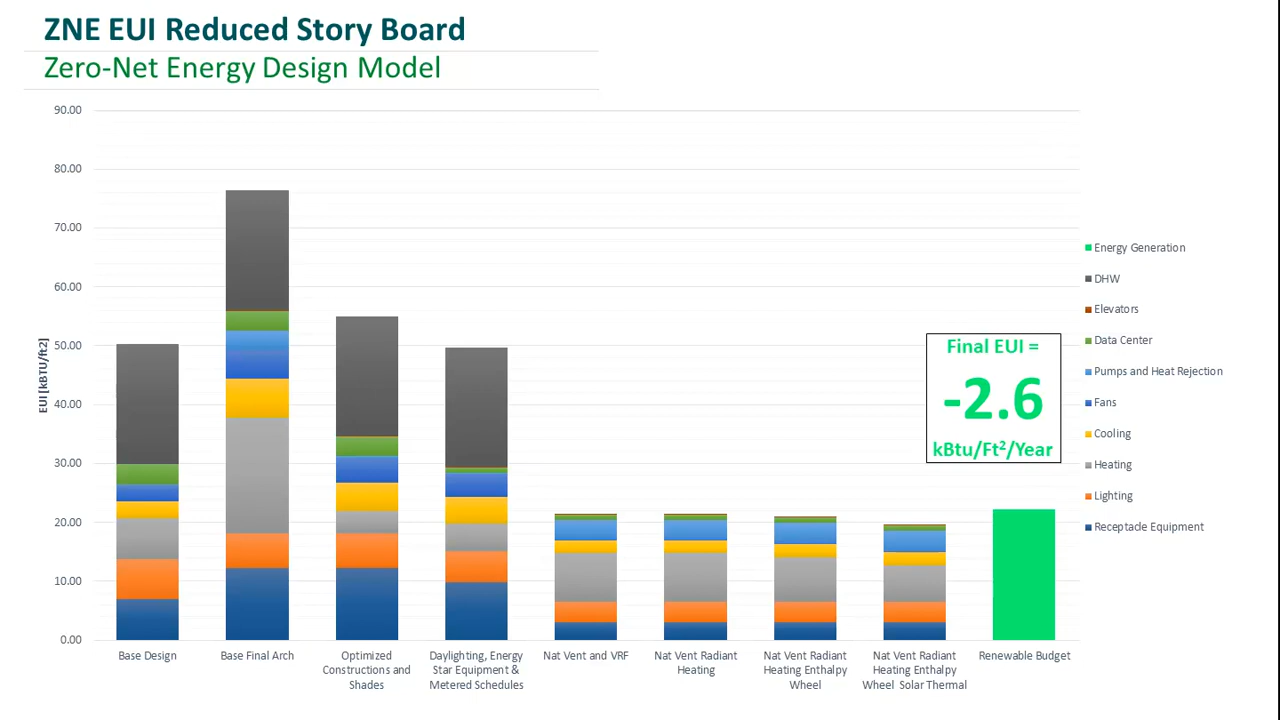 ZNE EUI Reduced Story Board
Zero-Net Energy Design Model
90.00
80.00
70.00
60.00
50.00
40.00
30.00
20.00
10.00
0.00
EUI [kBTU/ft2]
Base Design
Base Final Arch
Optimized
Constructions and
Shades
Daylighting, Energy
Star Equipment &
Metered Schedules
Nat Vent and VRF
Nat Vent Radiant
Heating
Nat Vent Radiant
Heating Enthalpy
Wheel
Nat Vent Radiant
Heating Enthalpy
Wheel Solar Thermal
Renewable Budget
Final EUI =
-2.6
kBtu/Ft²/Year
Energy Generation
DHW
Elevators
Data Center
Pumps and Heat Rejection
Fans
Cooling
Heating
Lighting
Receptacle Equipment